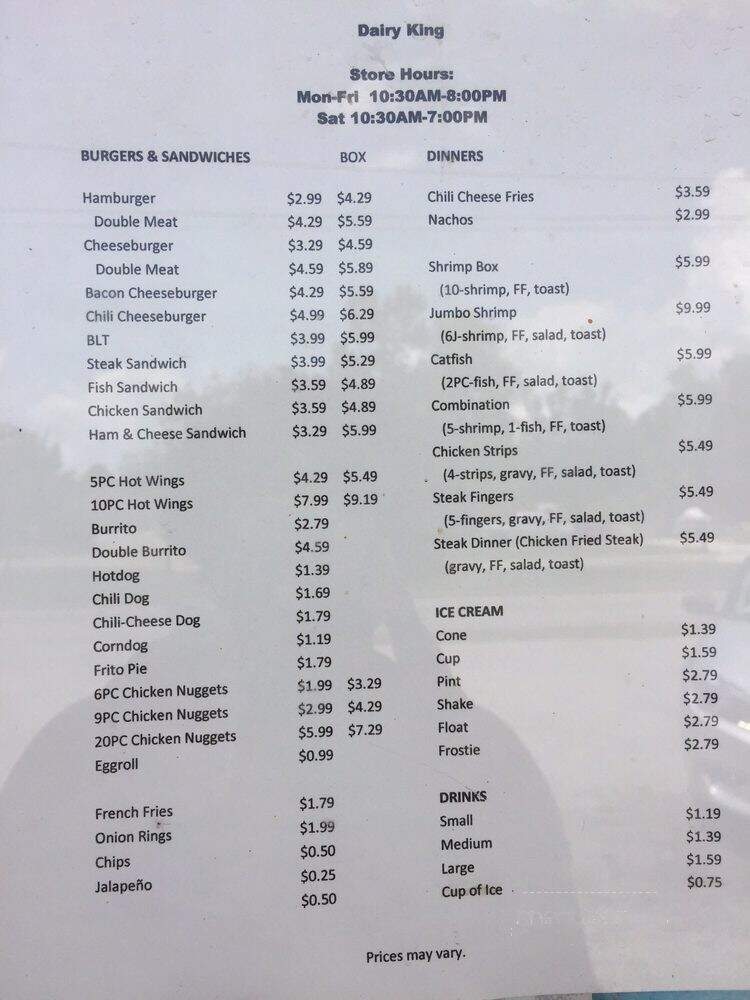 Dairy King
Store Hours:
Mon-Fri 10:30AM-8:00PM
Sat 10:30AM-7:00PM
BURGERS & SANDWICHES BOX
Hamburger $2.99 $4.29
Double Meat $4.29 $5.59
Cheeseburger $3.29 $4.59
Double Meat $4.59 $5.89
Bacon Cheeseburger $4.29 $5.59
Chili Cheeseburger $4.99 $6.29
BLT $3.99 $5.99
Steak Sandwich $3.99 $5.29
Fish Sandwich $3.59 $4.89
Chicken Sandwich $3.59 $4.89
Ham & Cheese Sandwich $3.29 $5.99
5PC Hot Wings $4.29 $5.49
10PC Hot Wings $7.99 $9.19
Burrito $2.79
Double Burrito $4.59
Hotdog $1.39
Chili Dog $1.69
Chili-Cheese Dog $1.79
Corndog $1.19
Frito Pie $1.79
6PC Chicken Nuggets $1.99 $3.29
9PC Chicken Nuggets $2.99 $4.29
20PC Chicken Nuggets $5.99 $7.29
Eggroll $0.99
French Fries $1.79
Onion Rings $1.99
Chips $0.50
Jalapeño $0.25
$0.50
DINNERS
Chili Cheese Fries $3.59
Nachos $2.99
Shrimp Box $5.99
(10-shrimp, FF, toast)
Jumbo Shrimp $9.99
(6J-shrimp, FF, salad, toast)
Catfish $5.99
(2PC-fish, FF, salad, toast)
Combination $5.99
(5-shrimp, 1-fish, FF, toast)
Chicken Strips $5.49
(4-strips, gravy, FF, salad, toast)
Steak Fingers $5.49
(5-fingers, gravy, FF, salad, toast)
Steak Dinner (Chicken Fried Steak) $5.49
(gravy, FF, salad, toast)
ICE CREAM
Cone $1.39
Cup $1.59
Pint $2.79
Shake $2.79
Float $2.79
Frostie $2.79
DRINKS
Small $1.19
Medium $1.39
Large $1.59
Cup of Ice $0.75
Prices may vary.